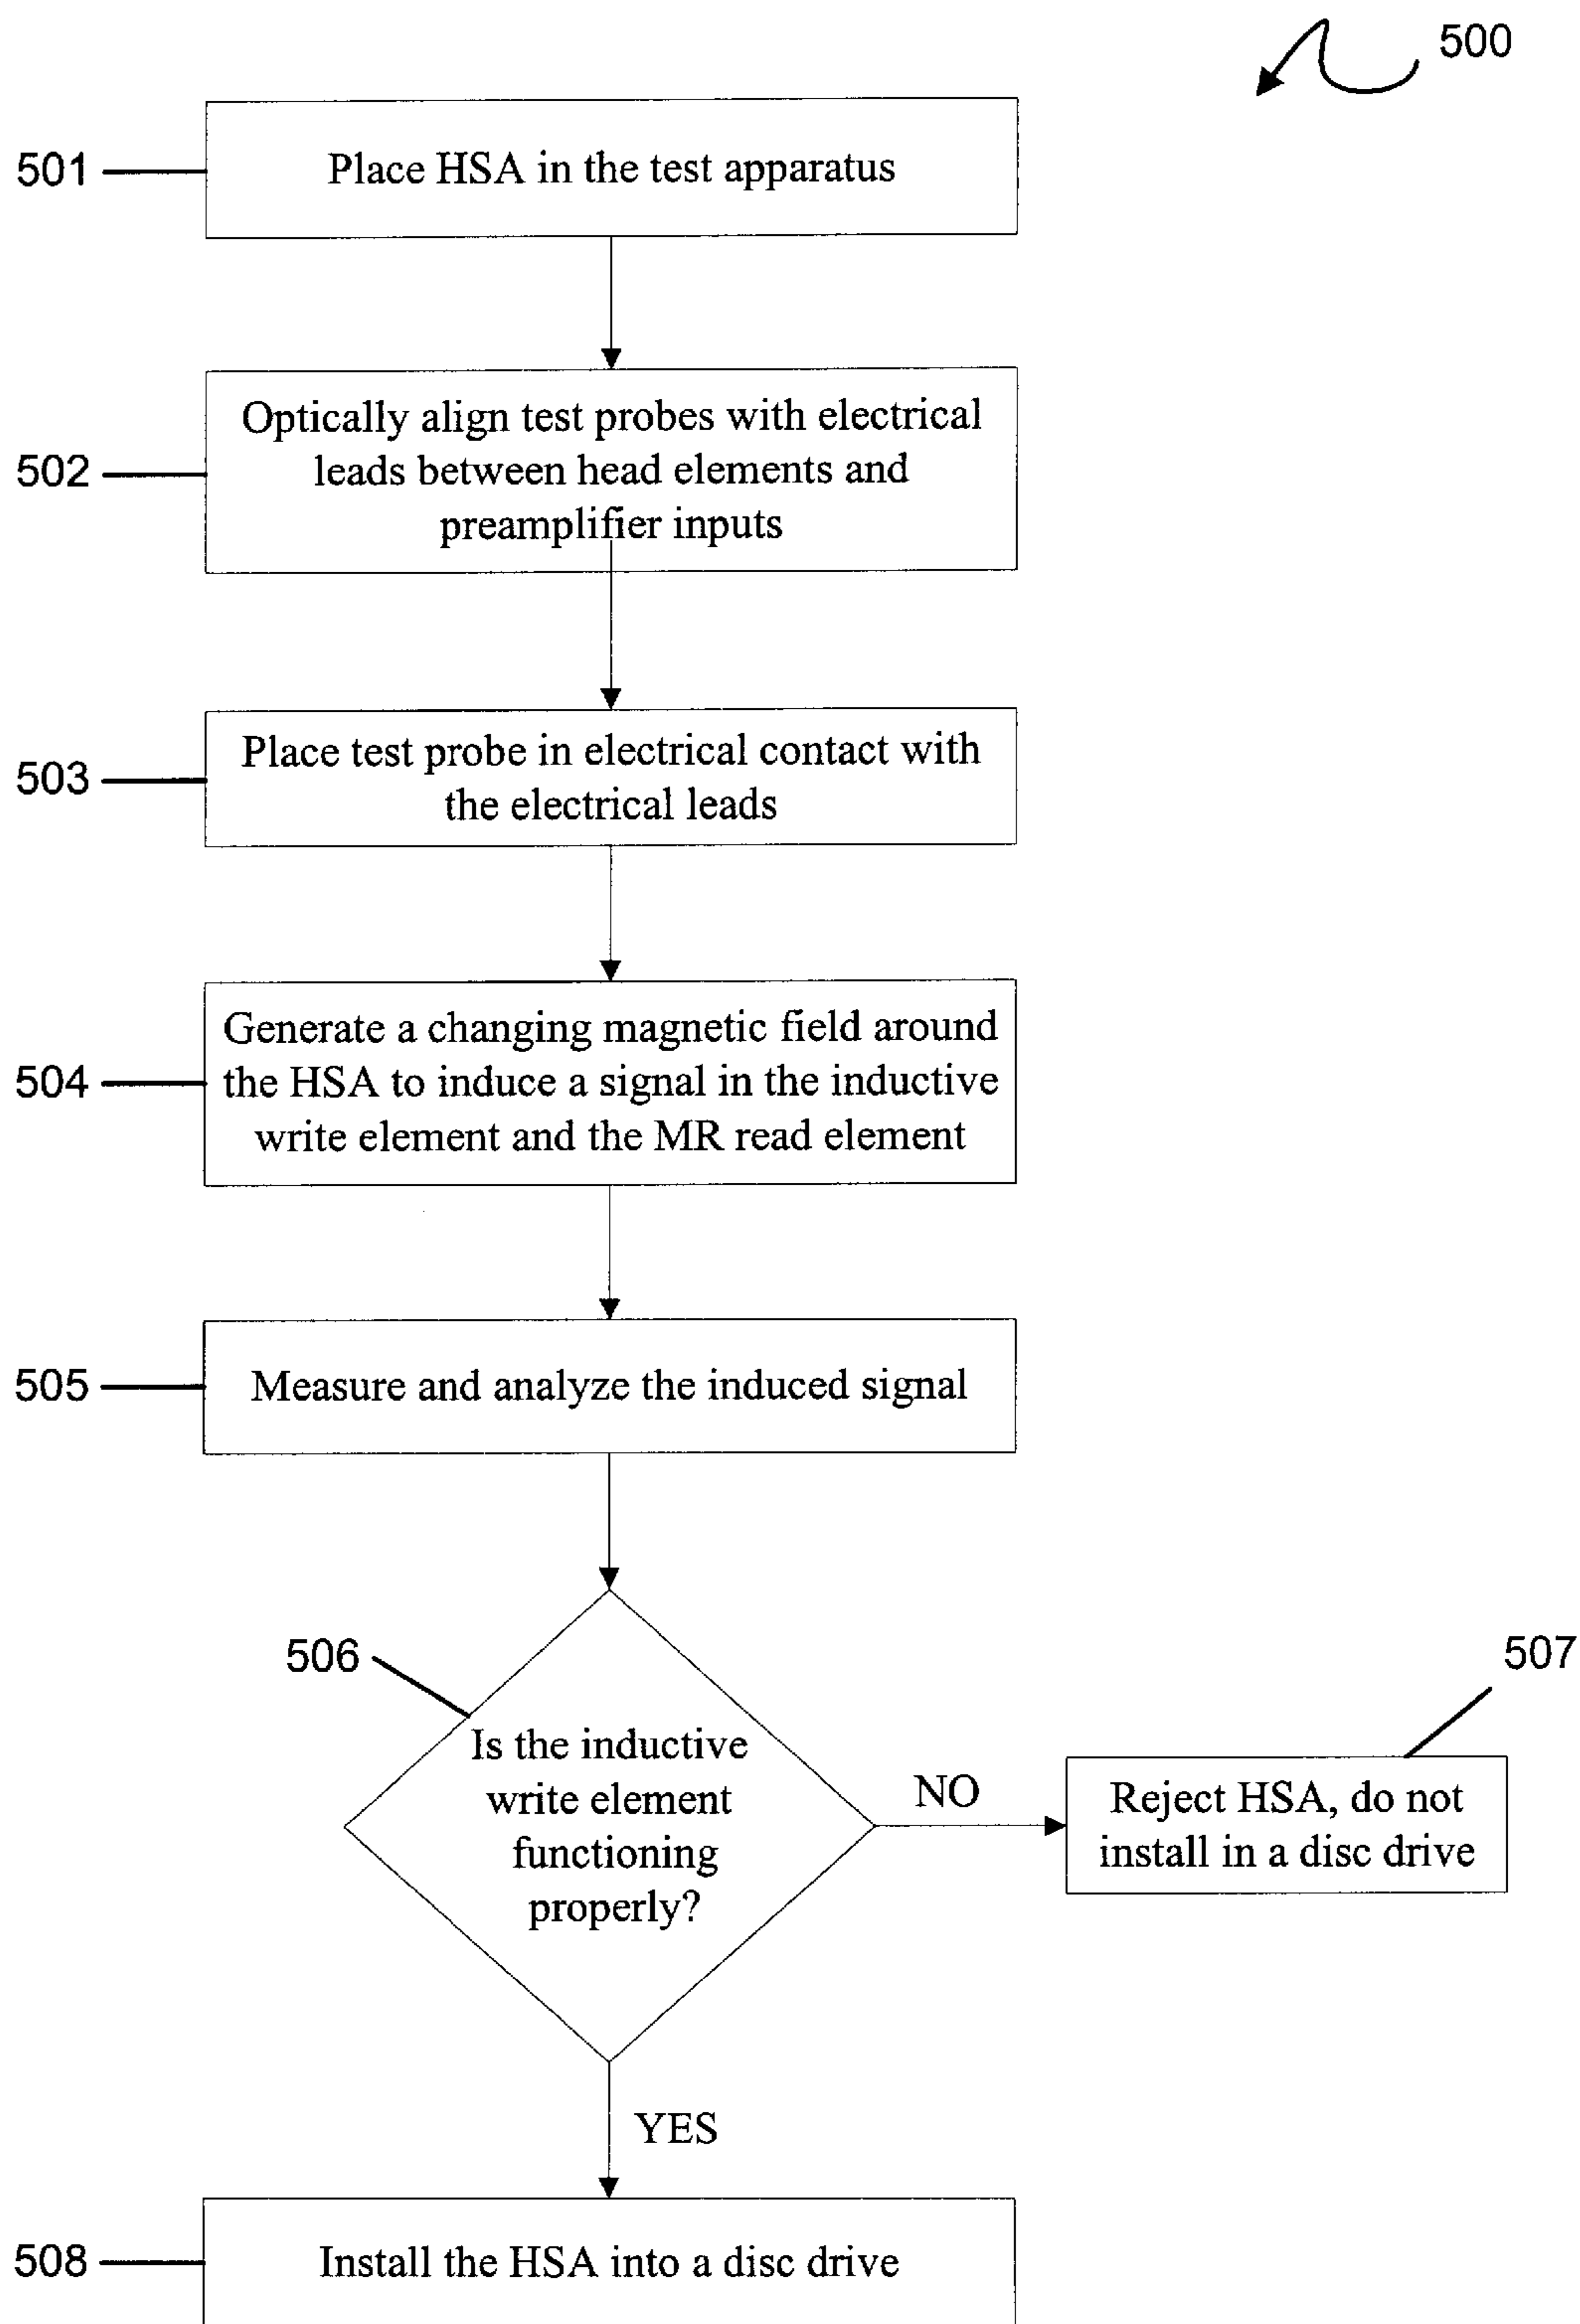 500
501
Place HSA in the test apparatus
502
Optically align test probes with electrical
leads between head elements and
preamplifier inputs
503
Place test probe in electrical contact with
the electrical leads
504
Generate a changing magnetic field around
the HSA to induce a signal in the inductive
write element and the MR read element
505
Measure and analyze the induced signal
506
Is the inductive
write element
functioning
properly?
NO
507
Reject HSA, do not
install in a disc drive
YES
508
Install the HSA into a disc drive